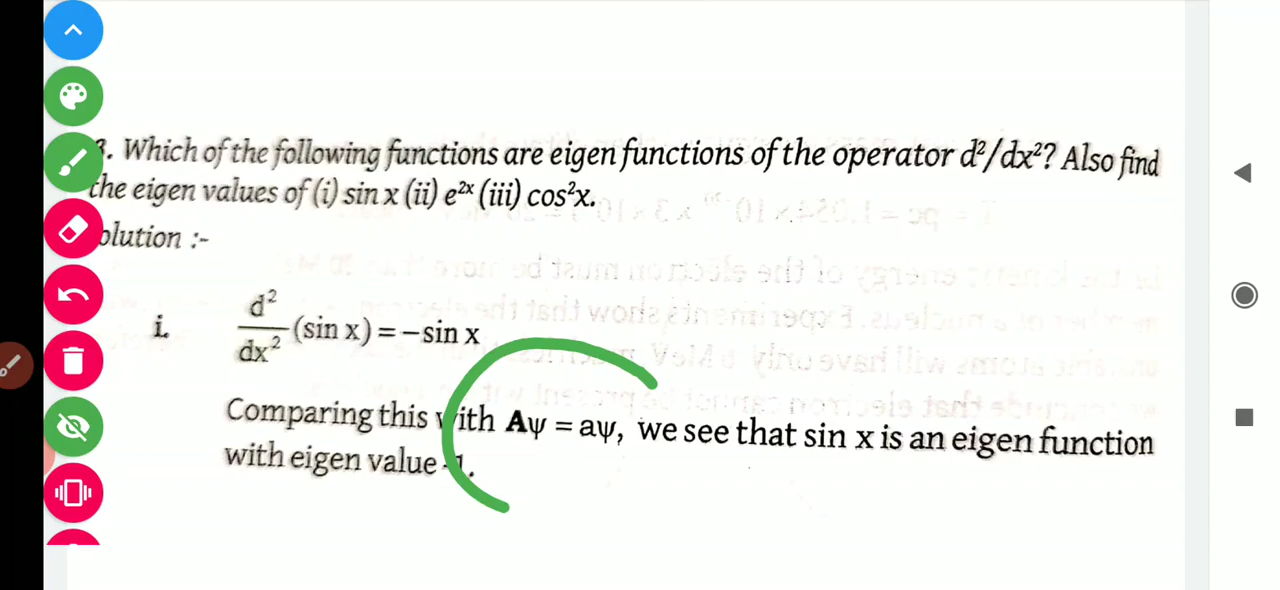 3. Which of the following functions are eigen functions of the operator d²/dx²? Also find
the eigen values of (i) sin x (ii) e²ˣ (iii) cos²x.
olution :-
i. d²/dx² (sin x) = −sin x
Comparing this with Aψ = aψ, we see that sin x is an eigen function
with eigen value -1.